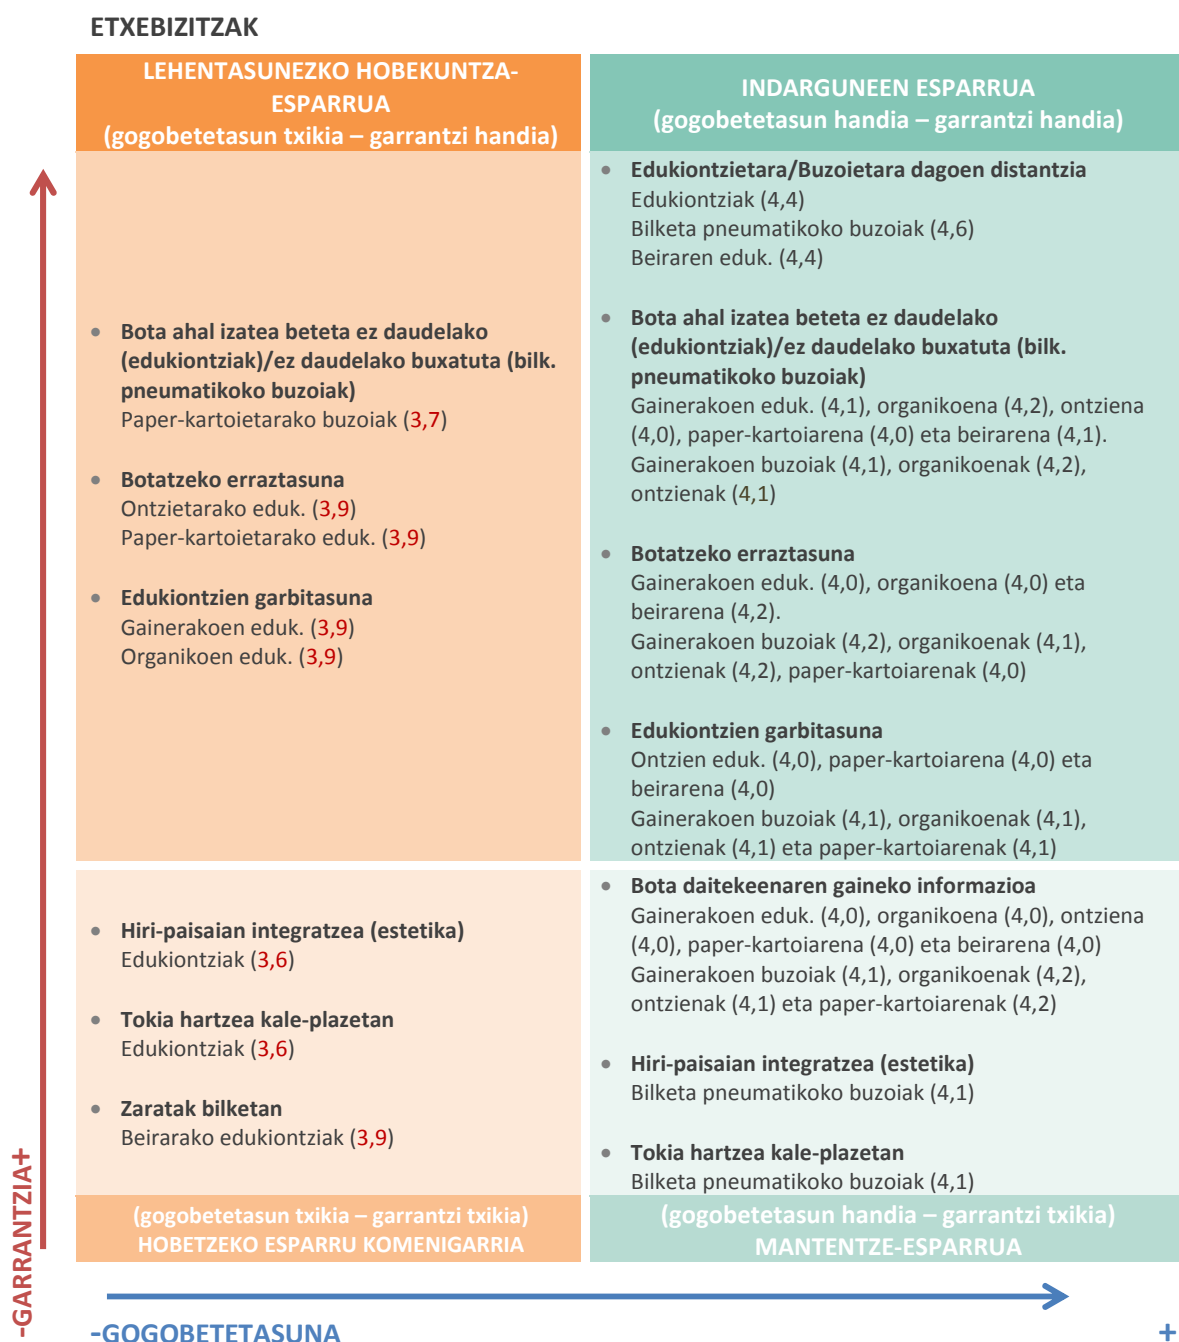 ETXEBIZITZAK
LEHENTASUNEZKO HOBEKUNTZA-
ESPARRUA
(gogobetetasun txikia – garrantzi handia)
INDARGUNEEN ESPARRUA
(gogobetetasun handia – garrantzi handia)
• Bota ahal izatea beteta ez daudelako
(edukiontziak)/ez daudelako buxatuta (bilk.
pneumatikoko buzoiak)
Paper-kartoietarako buzoiak (3,7)
• Botatzeko erraztasuna
Ontzietarako eduk. (3,9)
Paper-kartoietarako eduk. (3,9)
• Edukiontzien garbitasuna
Gainerakoen eduk. (3,9)
Organikoen eduk. (3,9)
• Edukiontzietara/Buzoietara dagoen distantzia
Edukiontziak (4,4)
Bilketa pneumatikoko buzoiak (4,6)
Beiraren eduk. (4,4)
• Bota ahal izatea beteta ez daudelako
(edukiontziak)/ez daudelako buxatuta (bilk.
pneumatikoko buzoiak)
Gainerakoen eduk. (4,1), organikoena (4,2), ontziena
(4,0), paper-kartoiarena (4,0) eta beirarena (4,1).
Gainerakoen buzoiak (4,1), organikoenak (4,2),
ontzienak (4,1)
• Botatzeko erraztasuna
Gainerakoen eduk. (4,0), organikoena (4,0) eta
beirarena (4,2).
Gainerakoen buzoiak (4,2), organikoenak (4,1),
ontzienak (4,2), paper-kartoiarenak (4,0)
• Edukiontzien garbitasuna
Ontzien eduk. (4,0), paper-kartoiarena (4,0) eta
beirarena (4,0)
Gainerakoen buzoiak (4,1), organikoenak (4,1),
ontzienak (4,1) eta paper-kartoiarenak (4,1)
• Hiri-paisaian integratzea (estetika)
Edukiontziak (3,6)
• Tokia hartzea kale-plazetan
Edukiontziak (3,6)
• Zaratak bilketan
Beirarako edukiontziak (3,9)
• Bota daitekeenaren gaineko informazioa
Gainerakoen eduk. (4,0), organikoena (4,0), ontziena
(4,0), paper-kartoiarena (4,0) eta beirarena (4,0)
Gainerakoen buzoiak (4,1), organikoenak (4,2),
ontzienak (4,1) eta paper-kartoiarenak (4,2)
• Hiri-paisaian integratzea (estetika)
Bilketa pneumatikoko buzoiak (4,1)
• Tokia hartzea kale-plazetan
Bilketa pneumatikoko buzoiak (4,1)
(gogobetetasun txikia – garrantzi txikia)
HOBETZEKO ESPARRU KOMENIGARRIA
(gogobetetasun handia – garrantzi txikia)
MANTENTZE-ESPARRUA
-GARRANTZIA+
-GOGOBETETASUNA +